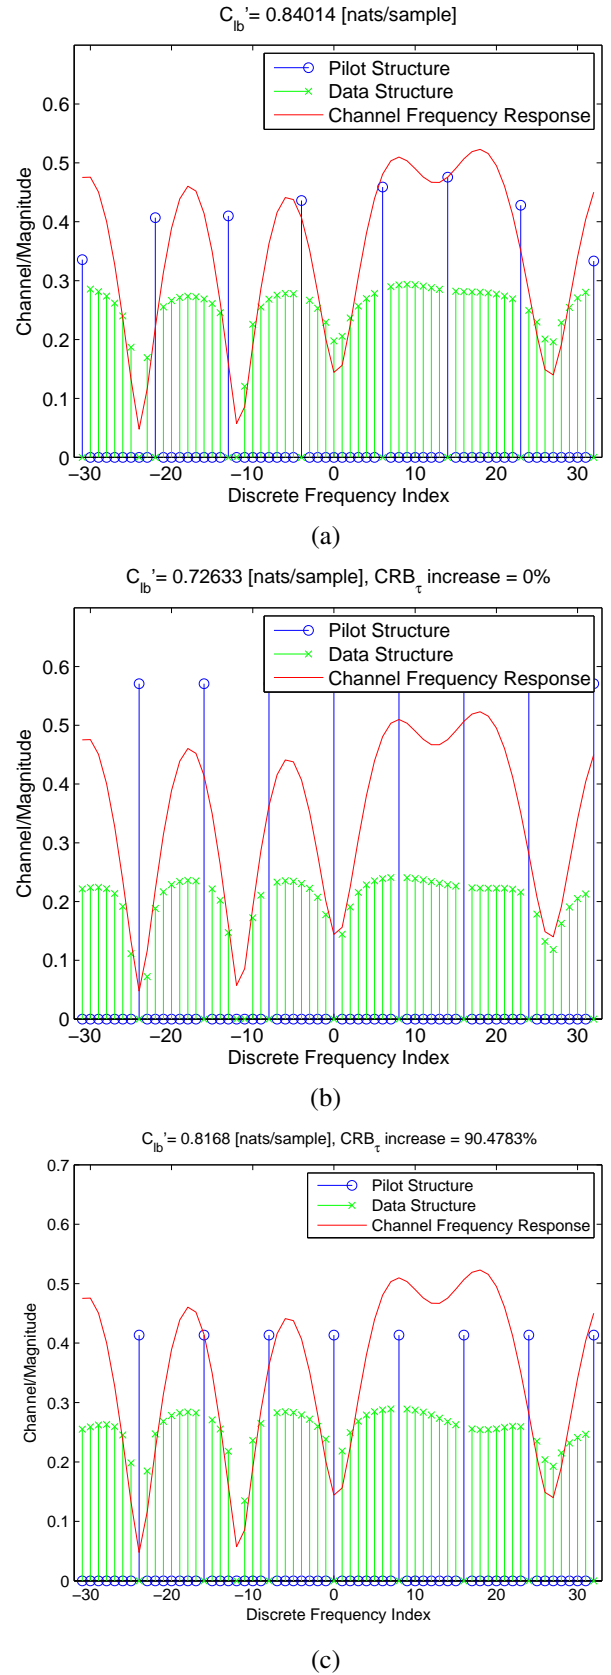 C_lb'= 0.84014 [nats/sample]
Pilot Structure
Data Structure
Channel Frequency Response
Channel/Magnitude
0.6
0.5
0.4
0.3
0.2
0.1
0
−30 −20 −10 0 10 20 30
Discrete Frequency Index
(a)
C_lb'= 0.72633 [nats/sample], CRB_τ increase = 0%
Pilot Structure
Data Structure
Channel Frequency Response
Channel/Magnitude
0.6
0.5
0.4
0.3
0.2
0.1
0
−30 −20 −10 0 10 20 30
Discrete Frequency Index
(b)
C_lb'= 0.8168 [nats/sample], CRB_τ increase = 90.4783%
Pilot Structure
Data Structure
Channel Frequency Response
Channel/Magnitude
0.7
0.6
0.5
0.4
0.3
0.2
0.1
0
−30 −20 −10 0 10 20 30
Discrete Frequency Index
(c)